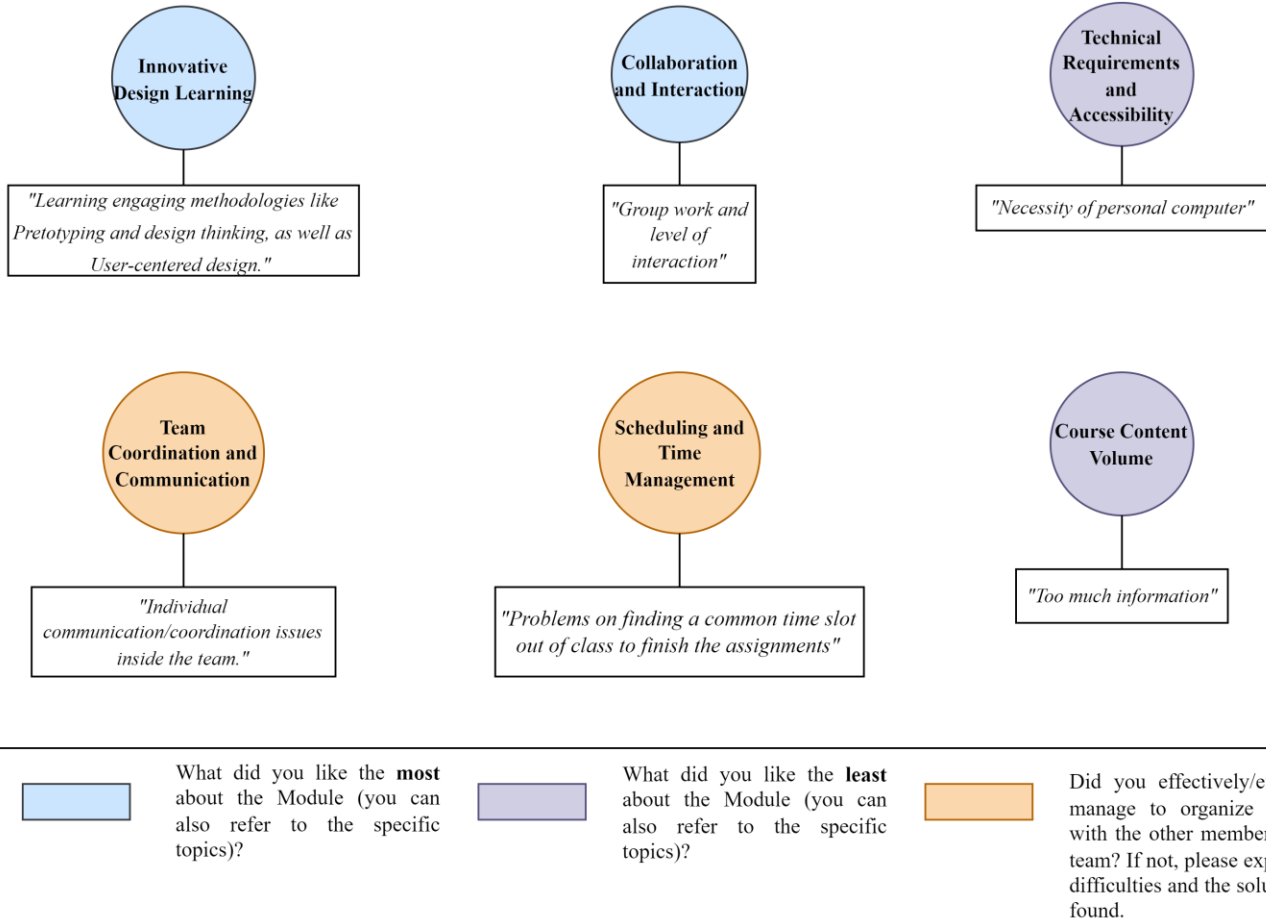 Innovative
Design Learning
"Learning engaging methodologies like
Pretotyping and design thinking, as well as
User-centered design."
Collaboration
and Interaction
"Group work and
level of
interaction"
Technical
Requirements
and
Accessibility
"Necessity of personal computer"
Team
Coordination and
Communication
"Individual
communication/coordination issues
inside the team."
Scheduling and
Time
Management
"Problems on finding a common time slot
out of class to finish the assignments"
Course Content
Volume
"Too much information"
What did you like the most
about the Module (you can
also refer to the specific
topics)?
What did you like the least
about the Module (you can
also refer to the specific
topics)?
Did you effectively/e
manage to organize
with the other member
team? If not, please exp
difficulties and the solu
found.